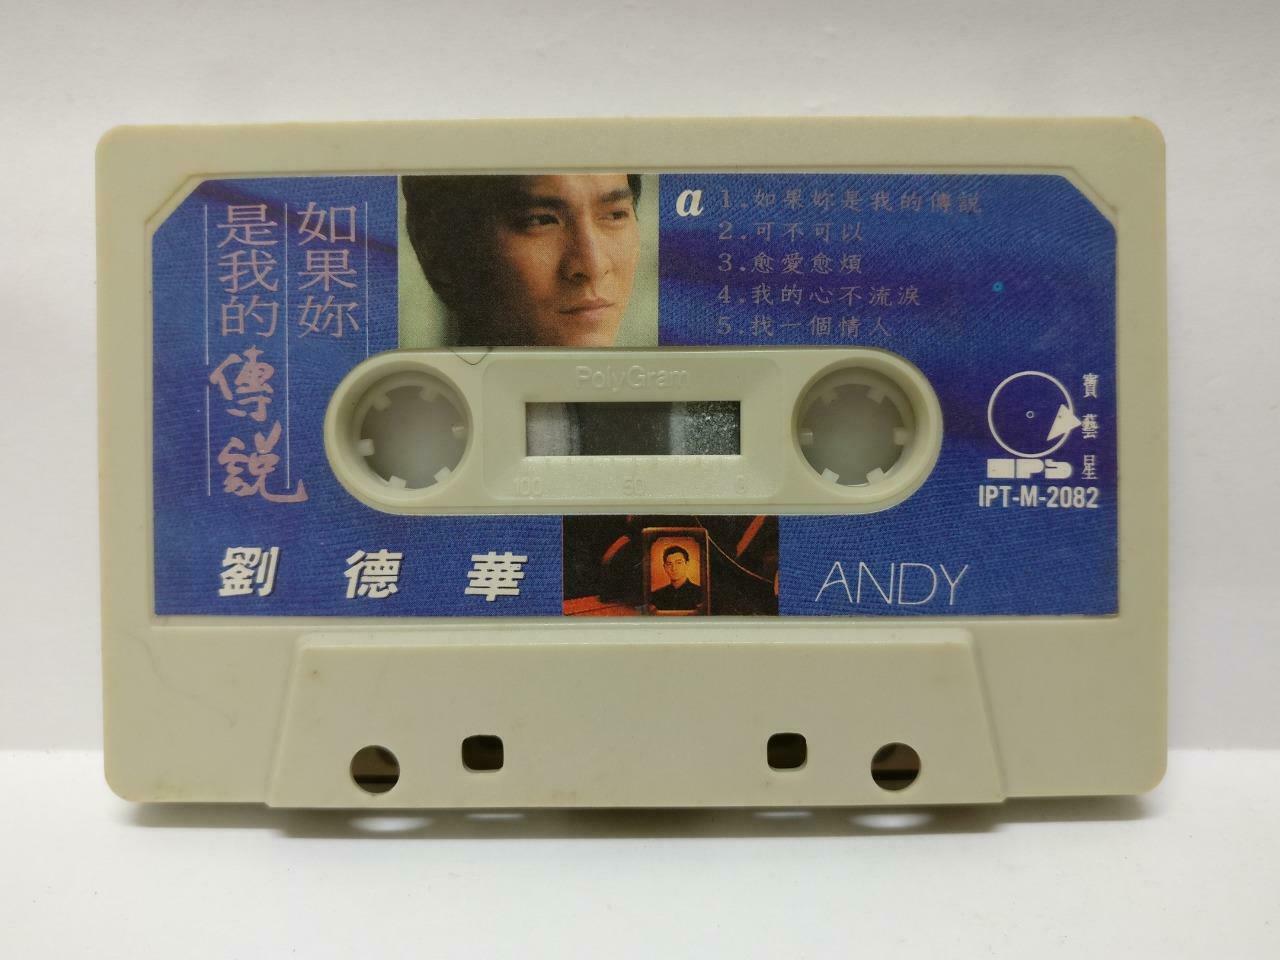 如果妳
是我的
傳說
a
1.如果妳是我的傳説
2.可不可以
3.愈愛愈煩
4.我的心不流淚
5.找一個情人
PolyGram
100 50 0
寶藝星
IPT-M-2082
劉德華
ANDY